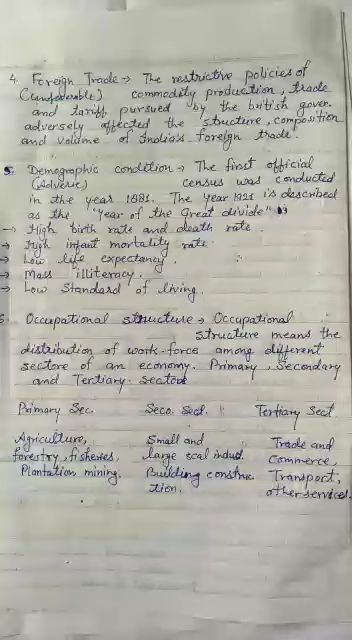 4. Foreign Trade → The restrictive policies of
(unfavorable) commodity production, trade
and tariff pursued by the british gover.
adversely affected the structure, composition
and volume of India's foreign trade.
5. Demographic condition → The first official
(Adverse) census was conducted
in the year 1881. The year 1921 is described
as the "Year of the Great divide"
→ High birth rate and death rate.
→ High infant mortality rate.
→ Low life expectancy.
→ Mass illiteracy.
→ Low Standard of living.
6. Occupational structure → Occupational
structure means the
distribution of work-force among different
sectore of an economy. Primary, Secondary
and Tertiary sector
Primary Sec. Seco. Sect. Tertiary Sect
Agriculture, Small and Trade and
forestry, fisheries, large scal indust. Commerce,
Plantation mining. Building construc Transport,
tion. other services.